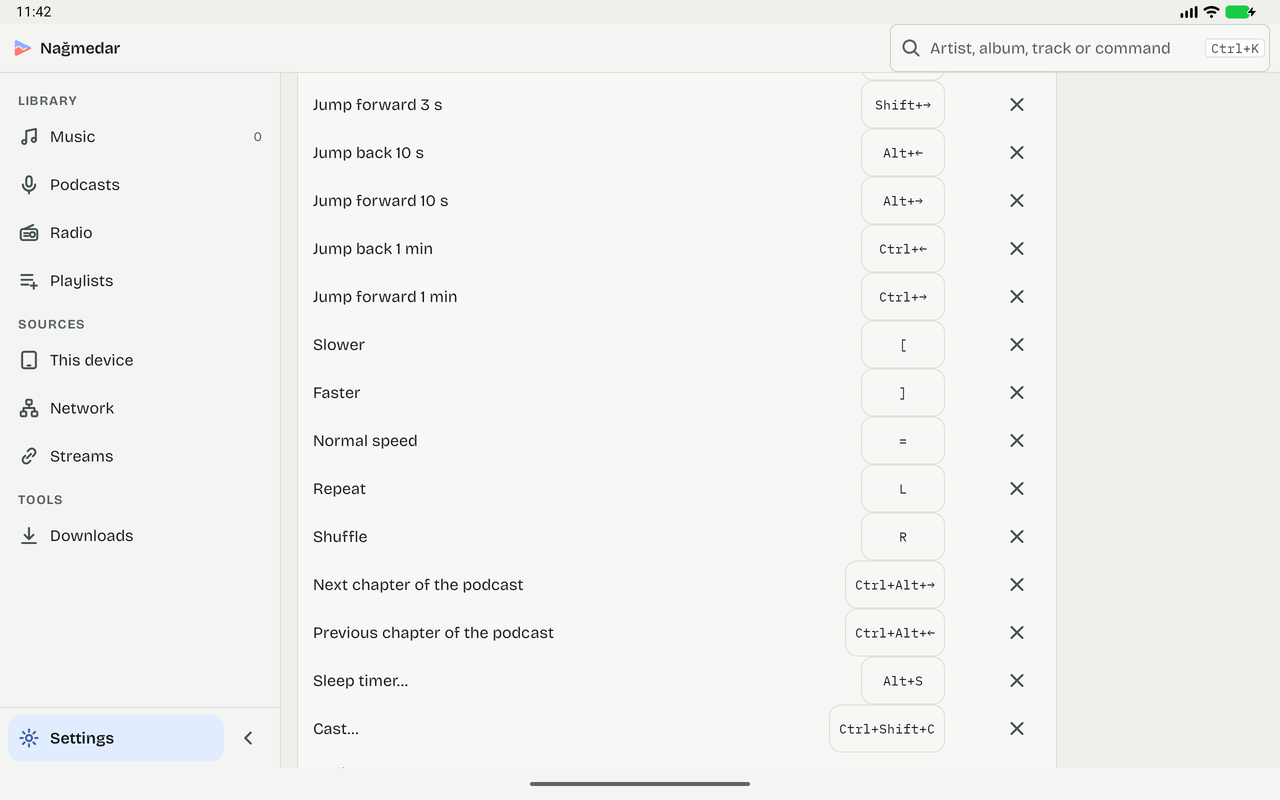 11:42
Nağmedar
Artist, album, track or command
Ctrl+K
LIBRARY
Music
0
Podcasts
Radio
Playlists
SOURCES
This device
Network
Streams
TOOLS
Downloads
Settings
Jump forward 3 s
Shift+→
Jump back 10 s
Alt+←
Jump forward 10 s
Alt+→
Jump back 1 min
Ctrl+←
Jump forward 1 min
Ctrl+→
Slower
[
Faster
]
Normal speed
=
Repeat
L
Shuffle
R
Next chapter of the podcast
Ctrl+Alt+→
Previous chapter of the podcast
Ctrl+Alt+←
Sleep timer...
Alt+S
Cast...
Ctrl+Shift+C